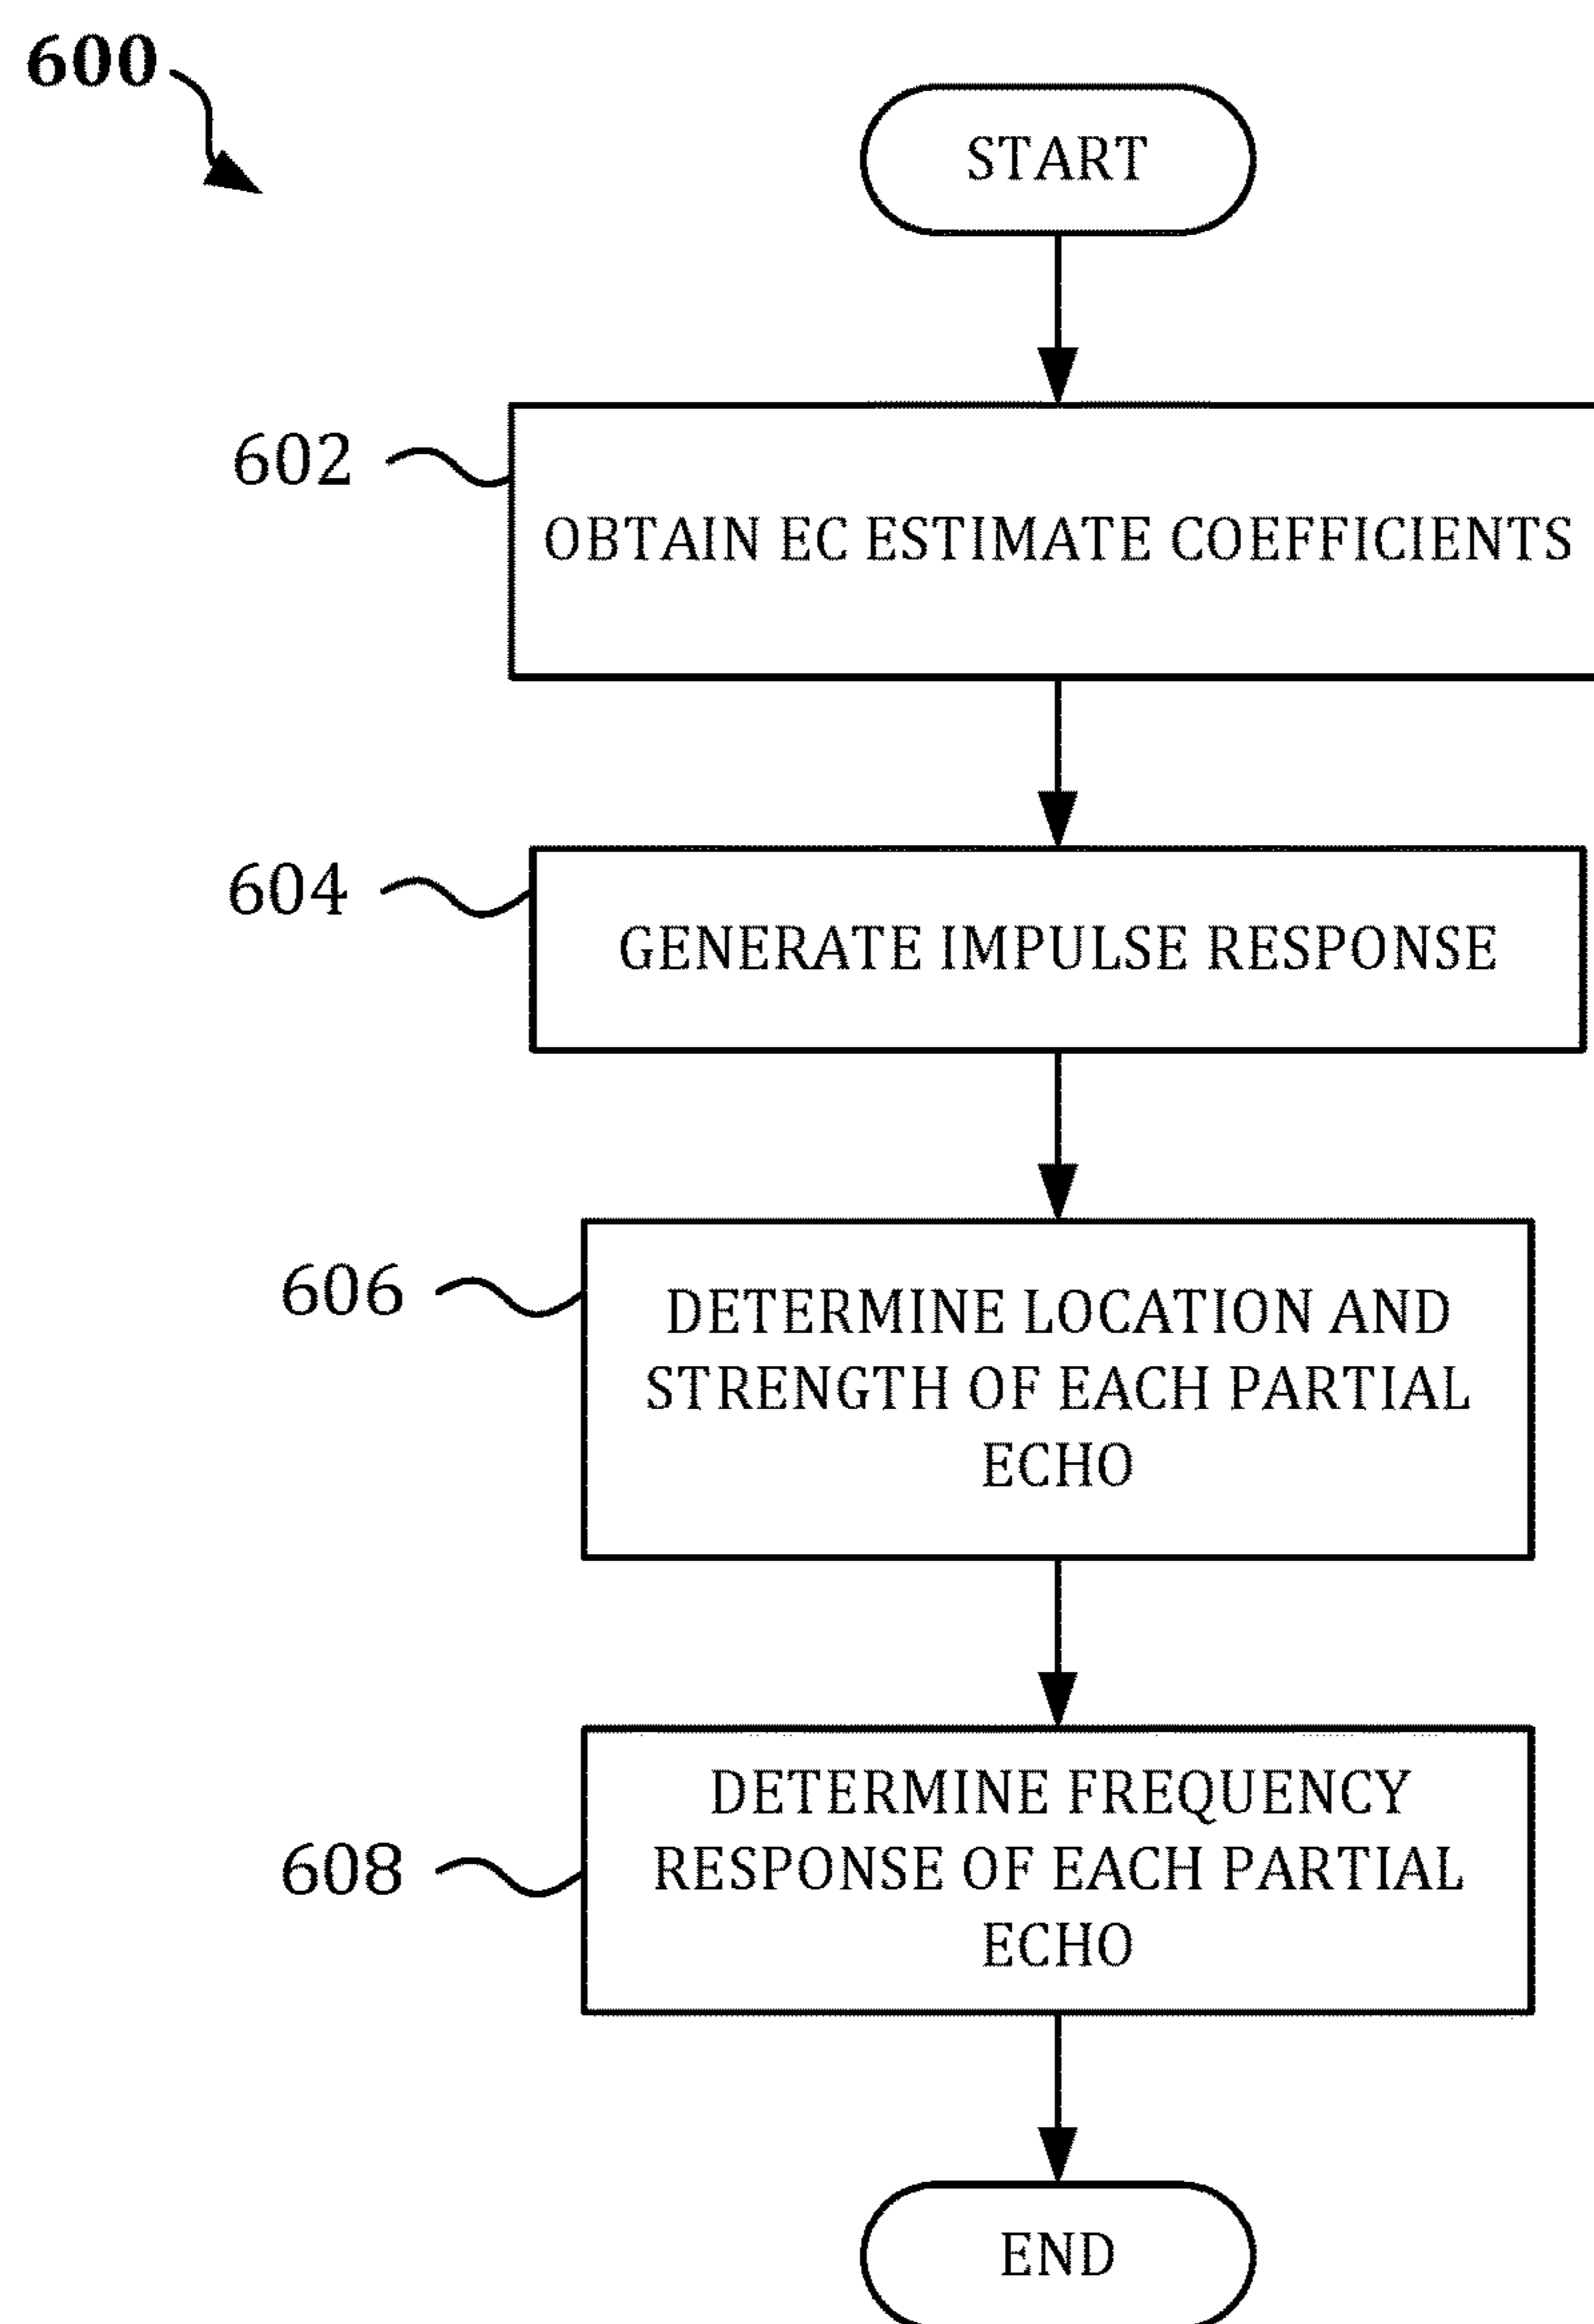 600
START
602
OBTAIN EC ESTIMATE COEFFICIENTS
604
GENERATE IMPULSE RESPONSE
606
DETERMINE LOCATION AND
STRENGTH OF EACH PARTIAL
ECHO
608
DETERMINE FREQUENCY
RESPONSE OF EACH PARTIAL
ECHO
END